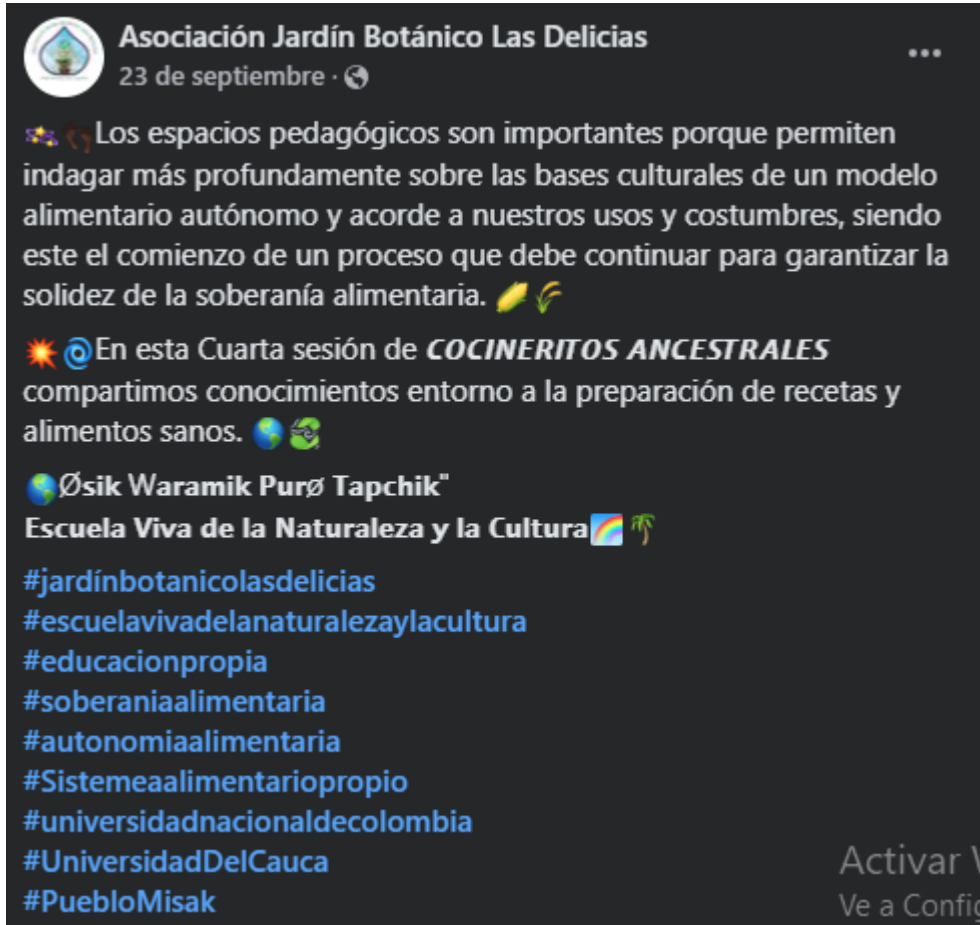 Asociación Jardín Botánico Las Delicias
23 de septiembre ·
Los espacios pedagógicos son importantes porque permiten
indagar más profundamente sobre las bases culturales de un modelo
alimentario autónomo y acorde a nuestros usos y costumbres, siendo
este el comienzo de un proceso que debe continuar para garantizar la
solidez de la soberanía alimentaria. 🌽🌾
💥🌀En esta Cuarta sesión de COCINERITOS ANCESTRALES
compartimos conocimientos entorno a la preparación de recetas y
alimentos sanos.
🌎Øsik Waramik Purø Tapchik"
Escuela Viva de la Naturaleza y la Cultura🌈🌴
#jardínbotanicolasdelicias
#escuelavivadelanaturalezaylacultura
#educacionpropia
#soberaniaalimentaria
#autonomiaalimentaria
#Sistemeaalimentariopropio
#universidadnacionaldecolombia
#UniversidadDelCauca
#PuebloMisak
Activar
Ve a Config